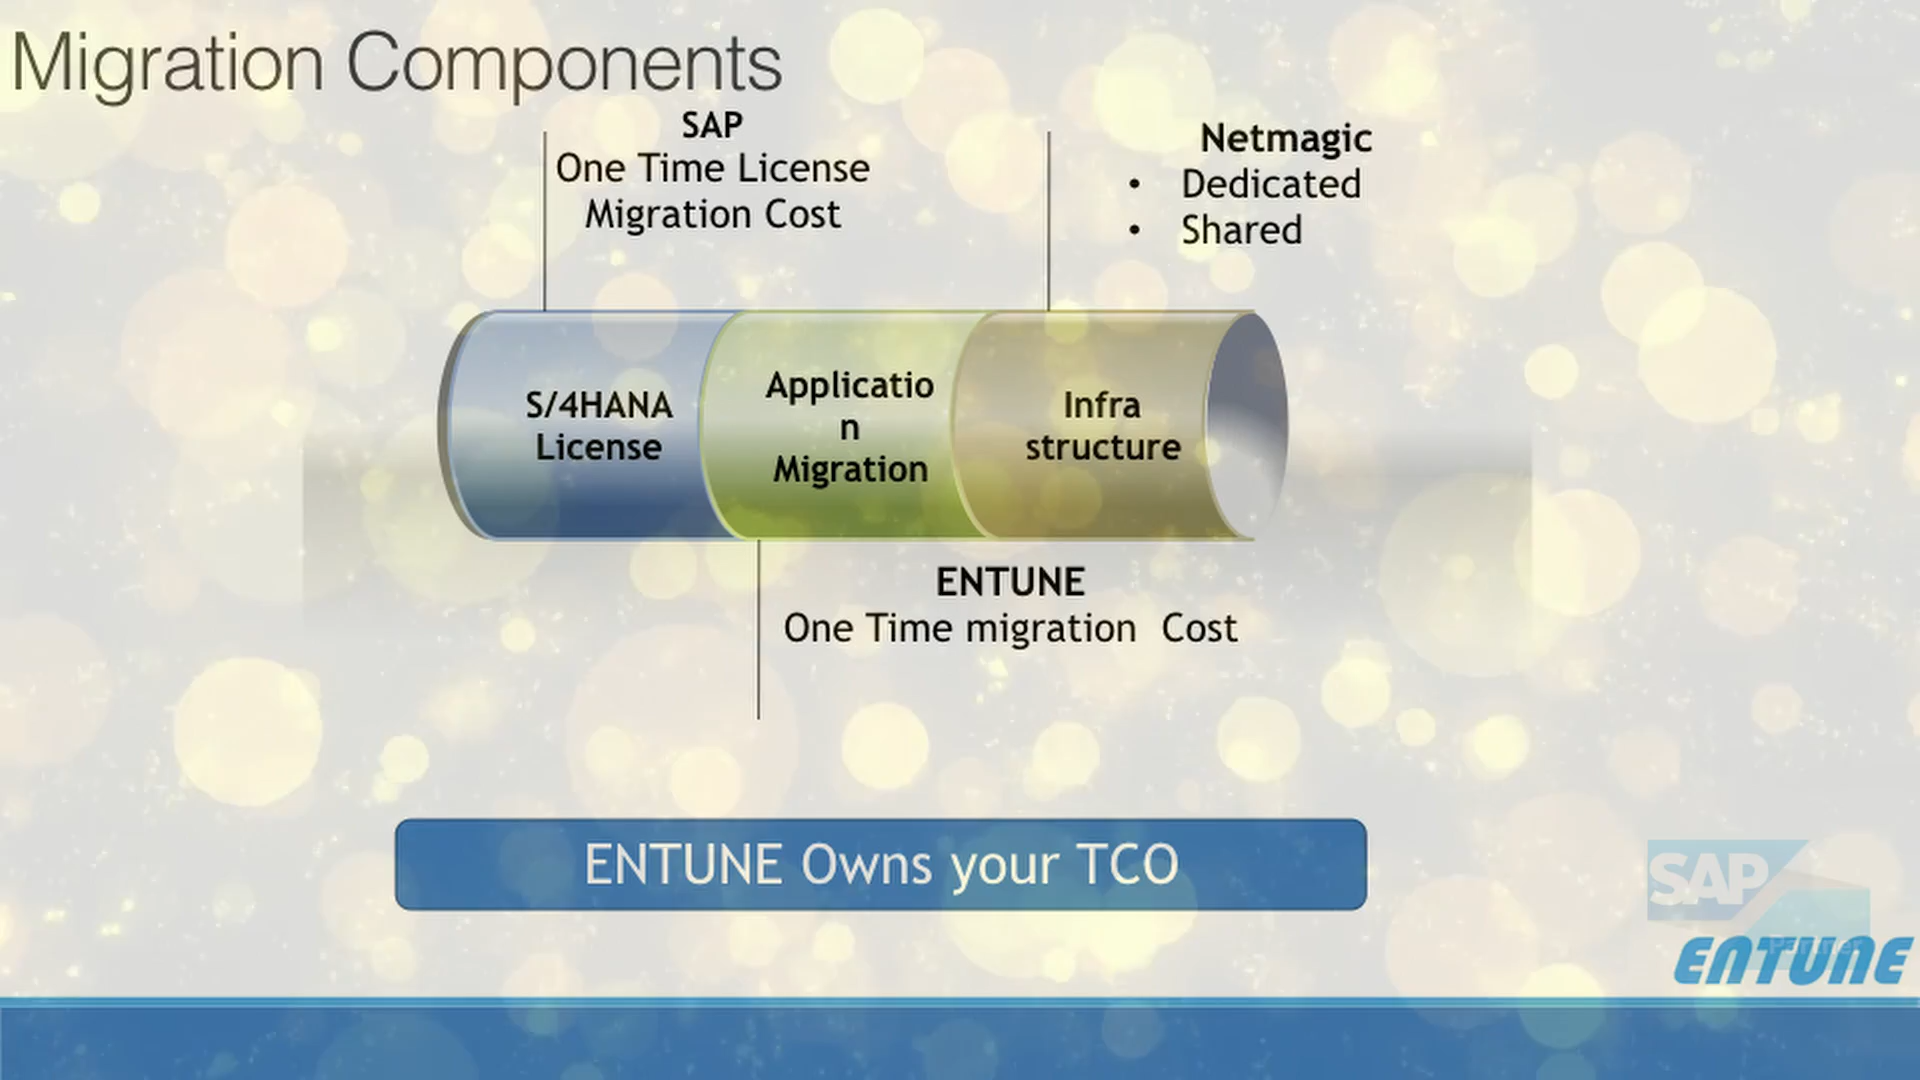 Migration Components
SAP
One Time License
Migration Cost
Netmagic
• Dedicated
• Shared
S/4HANA
License
Applicatio
n
Migration
Infra
structure
ENTUNE
One Time migration Cost
ENTUNE Owns your TCO
SAP
Partner
ENTUNE